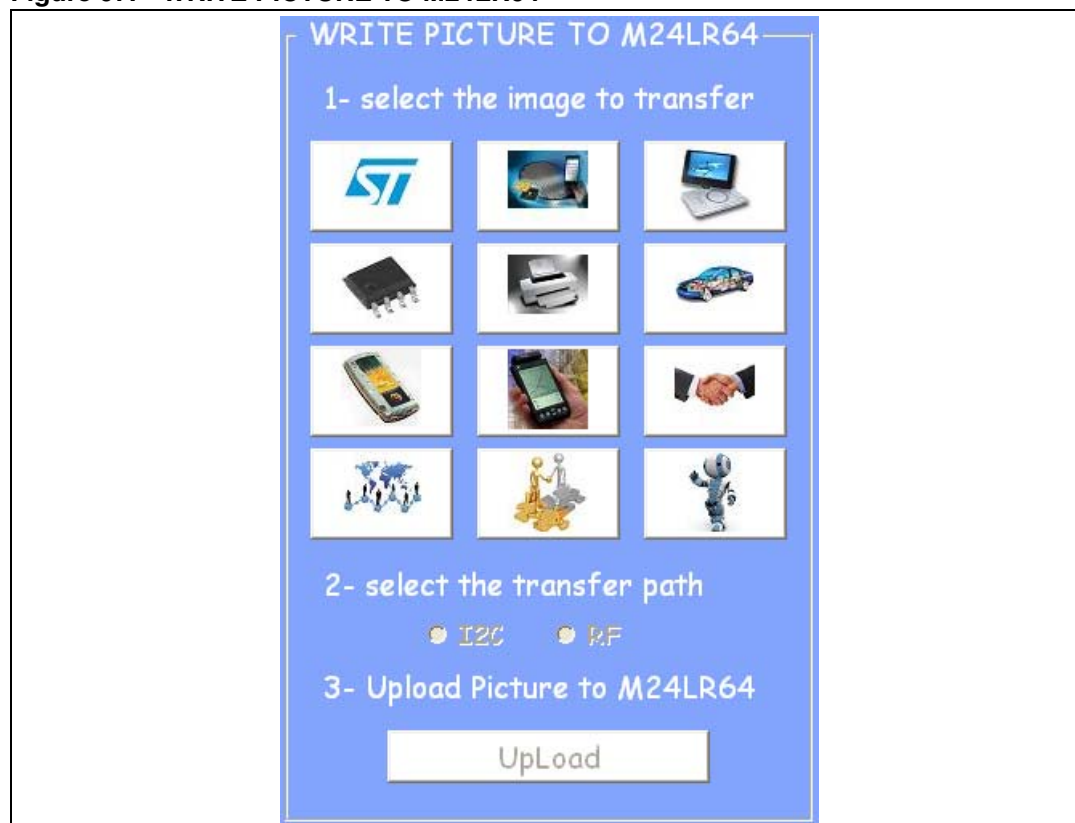 WRITE PICTURE TO M24LR64
1- select the image to transfer
ST
2- select the transfer path
I2C RF
3- Upload Picture to M24LR64
UpLoad